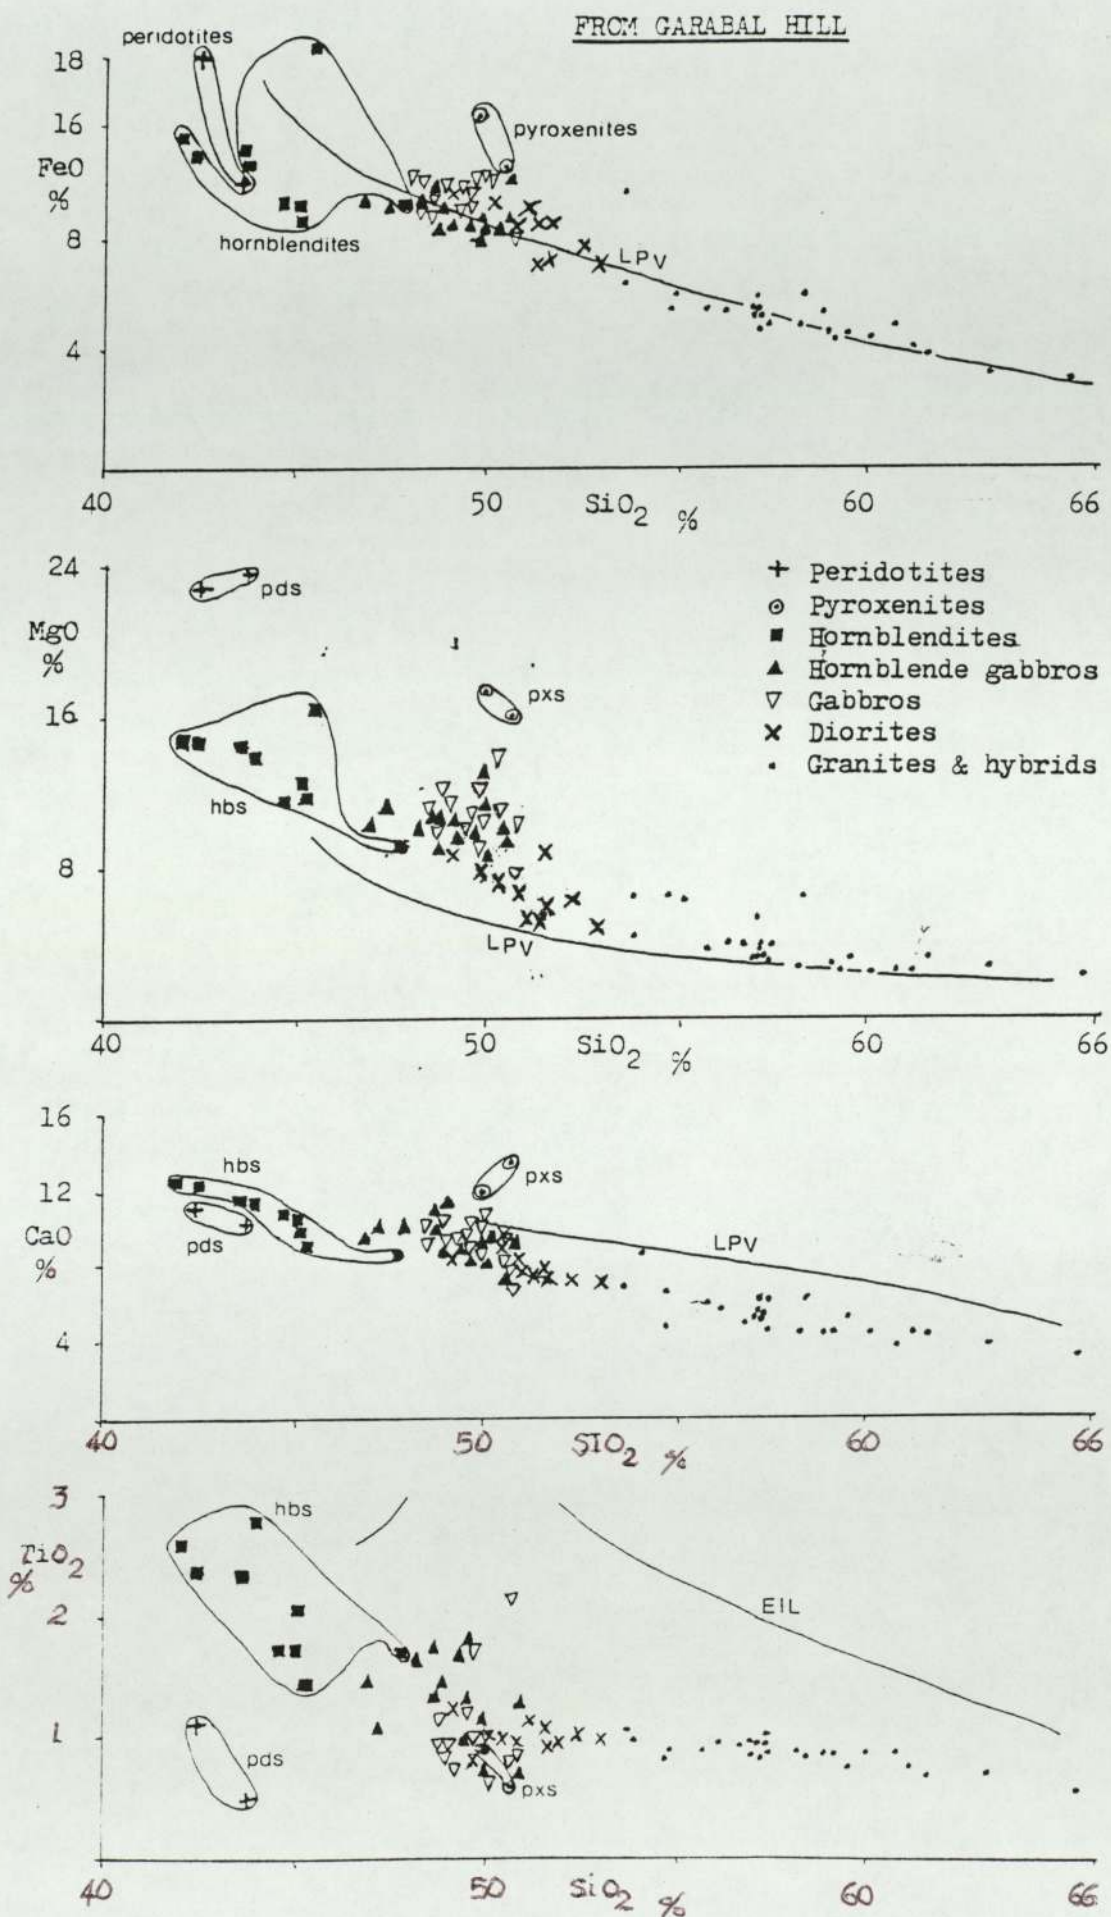 FROM GARABAL HILL
peridotites
18
16
pyroxenites
FeO
%
8
hornblendites
LPV
4
40
50
SiO2 %
60
66
24
pds
+ Peridotites
⊙ Pyroxenites
■ Hornblendites
▲ Hornblende gabbros
▽ Gabbros
× Diorites
· Granites & hybrids
MgO
%
16
pxs
hbs
8
LPV
40
50
SiO2 %
60
66
16
hbs
pxs
12
CaO
%
pds
LPV
4
40
50
SIO2 %
60
66
3
hbs
TiO2
%
2
EIL
1
pds
pxs
40
50
SiO2 %
60
66